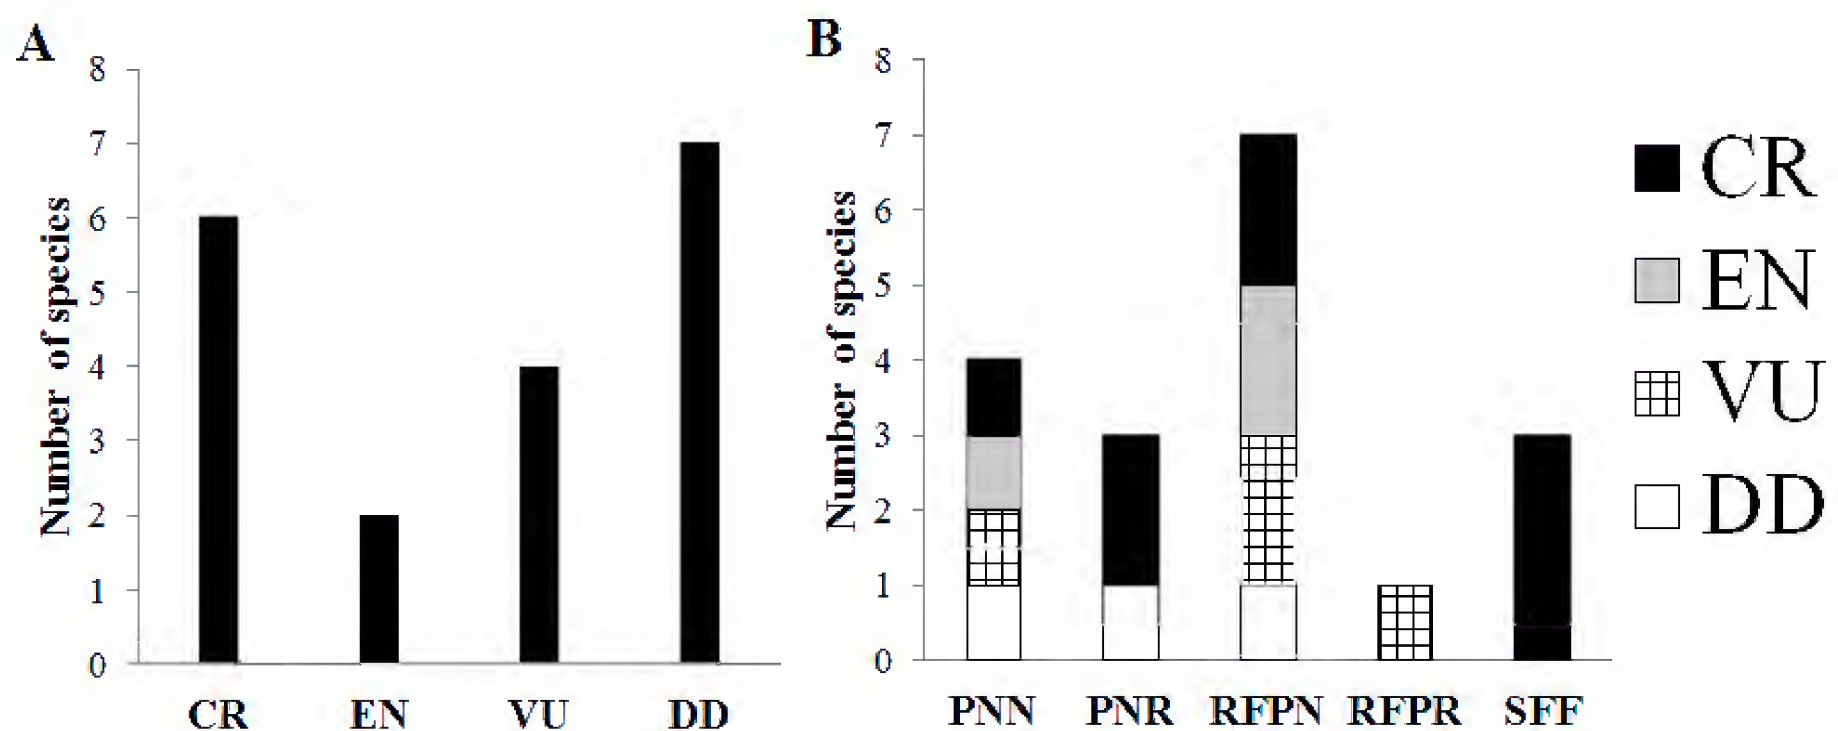 A
Number of species
8
7
6
5
4
3
2
1
0
CR EN VU DD
B
Number of species
8
7
6
5
4
3
2
1
0
PNN PNR RFPN RFPR SFF
CR
EN
VU
DD